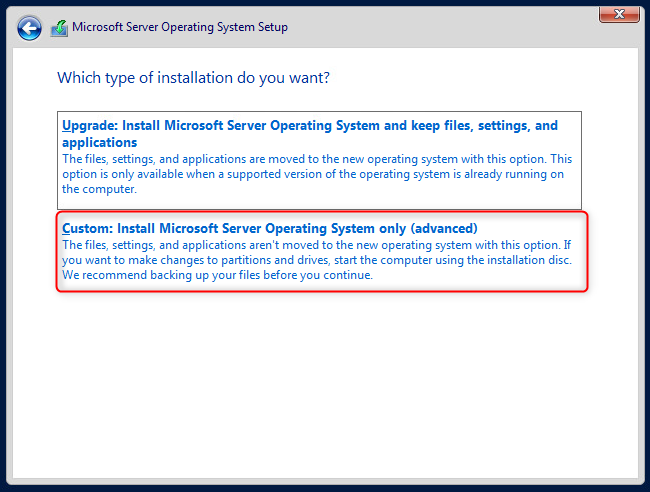 Microsoft Server Operating System Setup
Which type of installation do you want?
Upgrade: Install Microsoft Server Operating System and keep files, settings, and
applications
The files, settings, and applications are moved to the new operating system with this option. This
option is only available when a supported version of the operating system is already running on
the computer.
Custom: Install Microsoft Server Operating System only (advanced)
The files, settings, and applications aren't moved to the new operating system with this option. If
you want to make changes to partitions and drives, start the computer using the installation disc.
We recommend backing up your files before you continue.